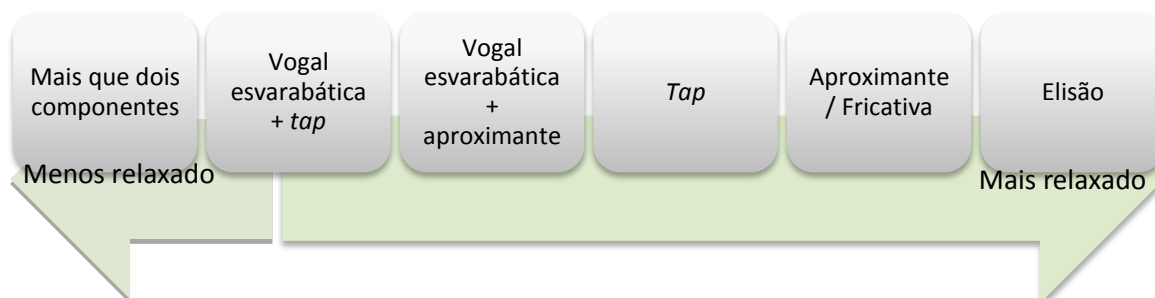 Mais que dois
componentes
Vogal
esvarabática
+ tap
Vogal
esvarabática
+
aproximante
Tap
Aproximante
/ Fricativa
Elisão
Menos relaxado
Mais relaxado